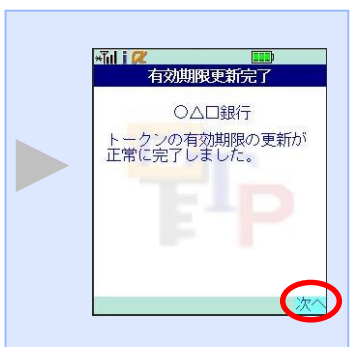 有効期限更新完了
○△□銀行
トークンの有効期限の更新が
正常に完了しました。
次へ